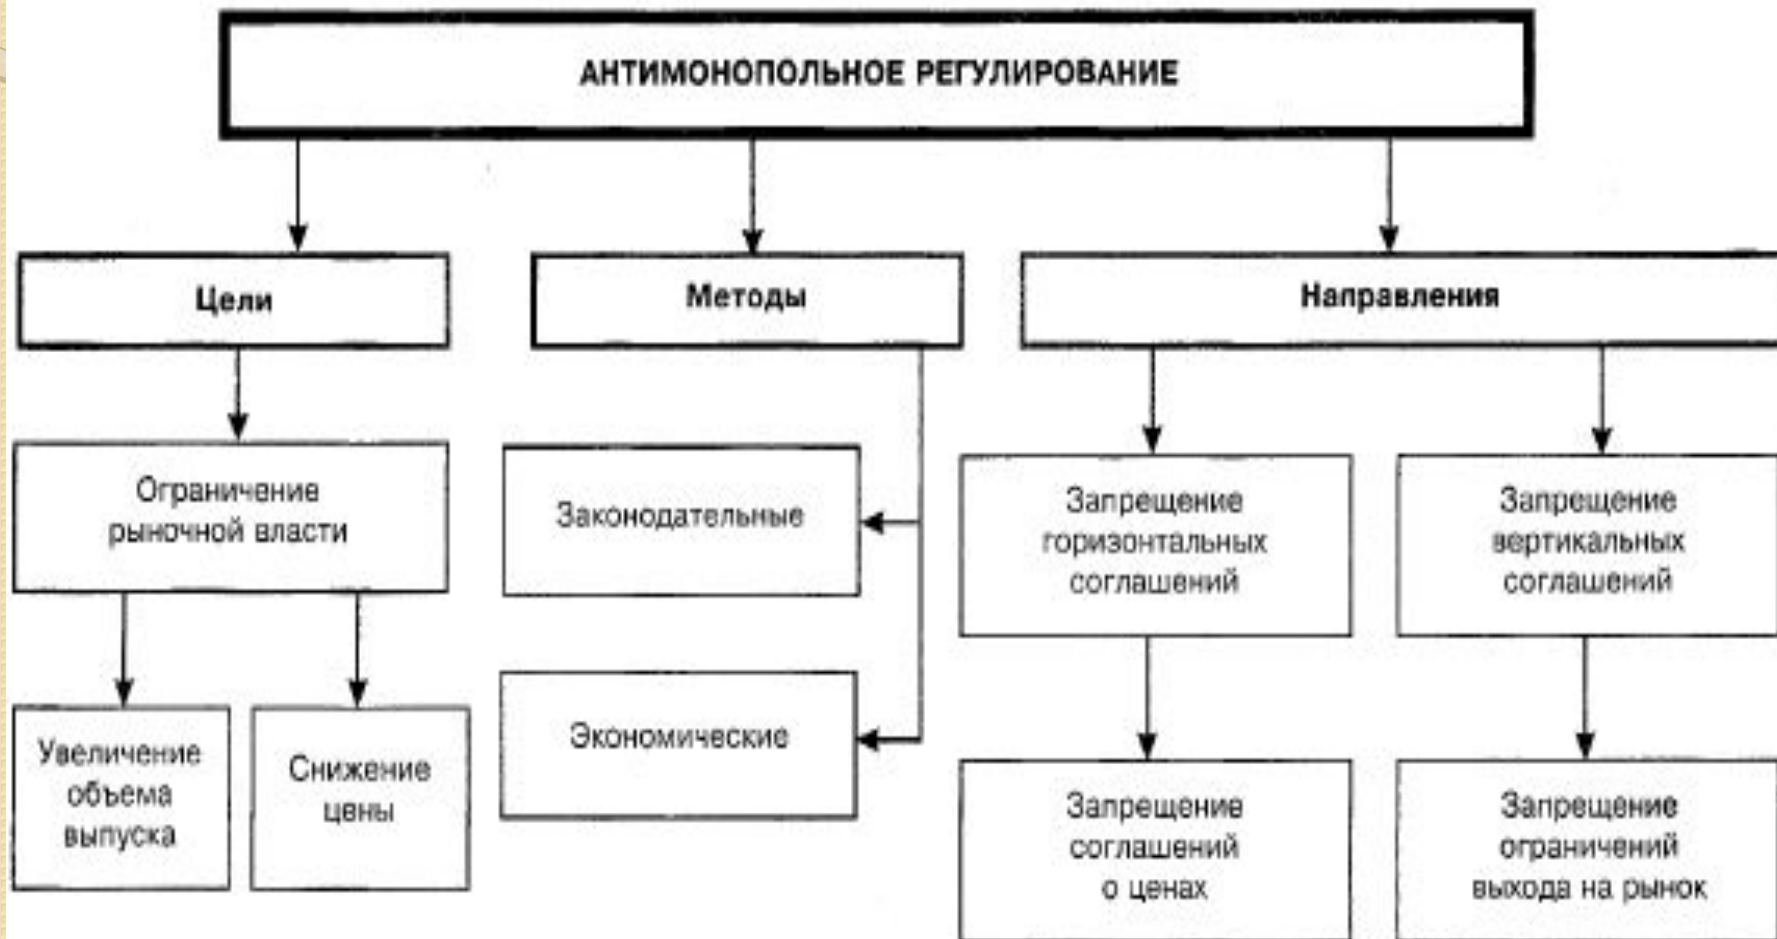 АНТИМОНОПОЛЬНОЕ РЕГУЛИРОВАНИЕ
Цели
Методы
Направления
Ограничение
рыночной власти
Законодательные
Запрещение
горизонтальных
соглашений
Запрещение
вертикальных
соглашений
Увеличение
объема
выпуска
Снижение
цены
Экономические
Запрещение
соглашений
о ценах
Запрещение
ограничений
выхода на рынок